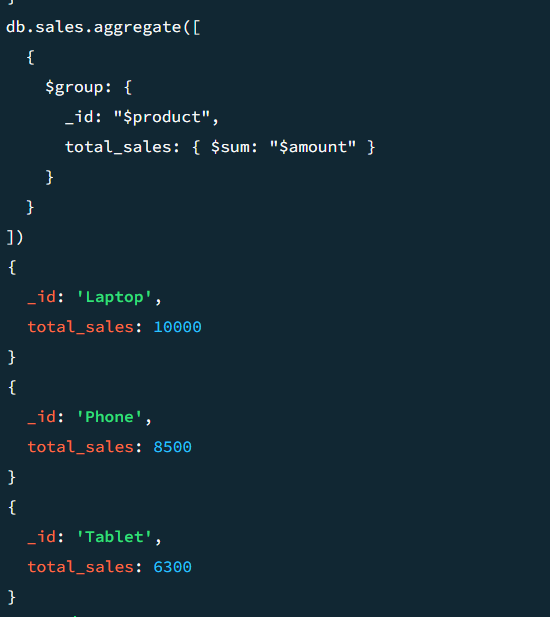 db.sales.aggregate([
  {
    $group: {
      _id: "$product",
      total_sales: { $sum: "$amount" }
    }
  }
])
{
  _id: 'Laptop',
  total_sales: 10000
}
{
  _id: 'Phone',
  total_sales: 8500
}
{
  _id: 'Tablet',
  total_sales: 6300
}